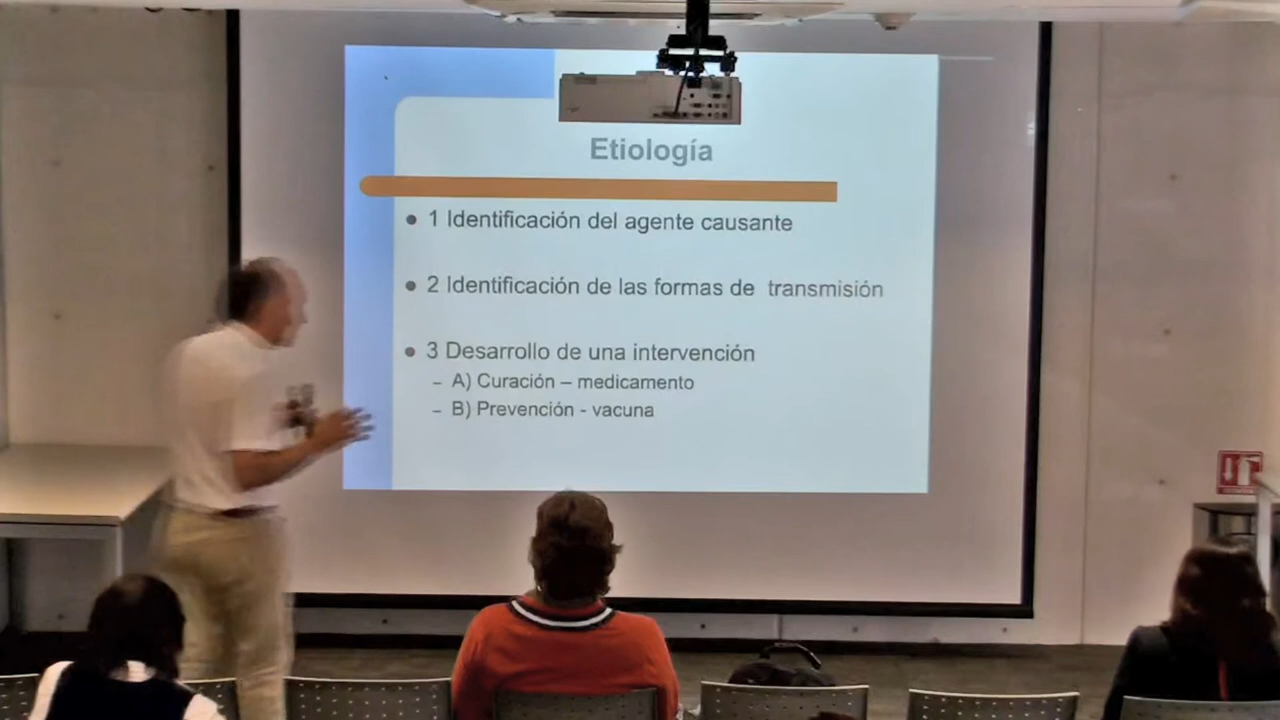 Etiología
• 1 Identificación del agente causante
• 2 Identificación de las formas de transmisión
• 3 Desarrollo de una intervención
– A) Curación – medicamento
– B) Prevención - vacuna